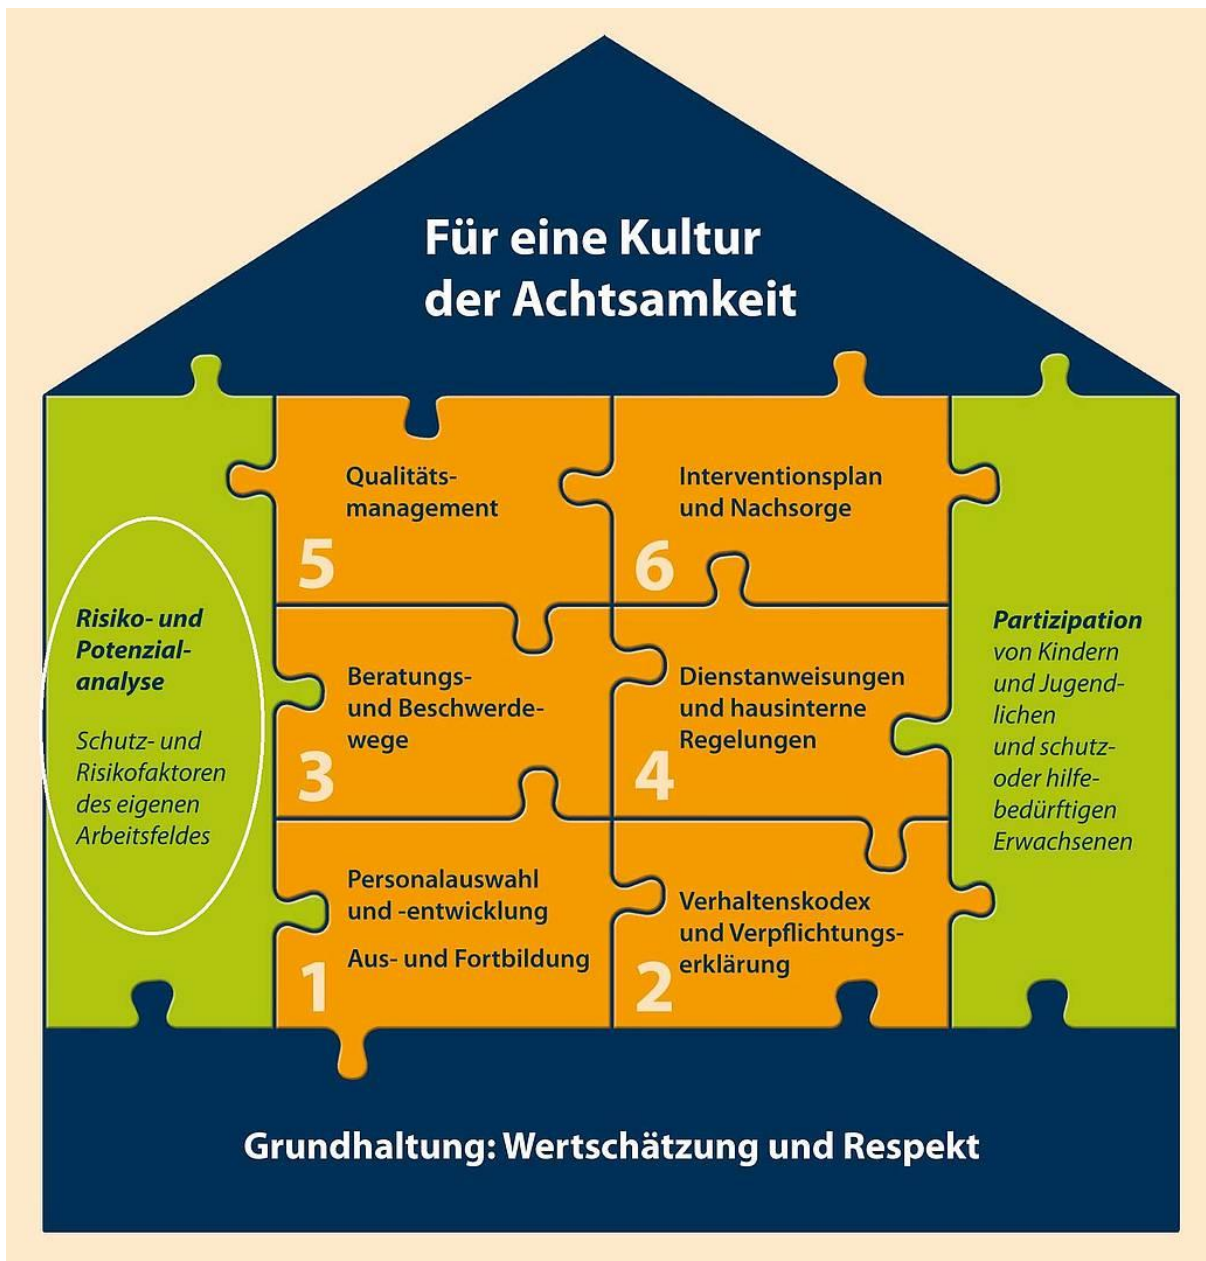 Für eine Kultur
der Achtsamkeit
Risiko- und
Potenzial-
analyse
Schutz- und
Risikofaktoren
des eigenen
Arbeitsfeldes
Qualitäts-
management
5
Interventionsplan
und Nachsorge
6
Beratungs-
und Beschwerde-
wege
3
Dienstanweisungen
und hausinterne
Regelungen
4
Personalauswahl
und -entwicklung
Aus- und Fortbildung
1
Verhaltenskodex
und Verpflichtungs-
erklärung
2
Partizipation
von Kindern
und Jugend-
lichen
und schutz-
oder hilfe-
bedürftigen
Erwachsenen
Grundhaltung: Wertschätzung und Respekt